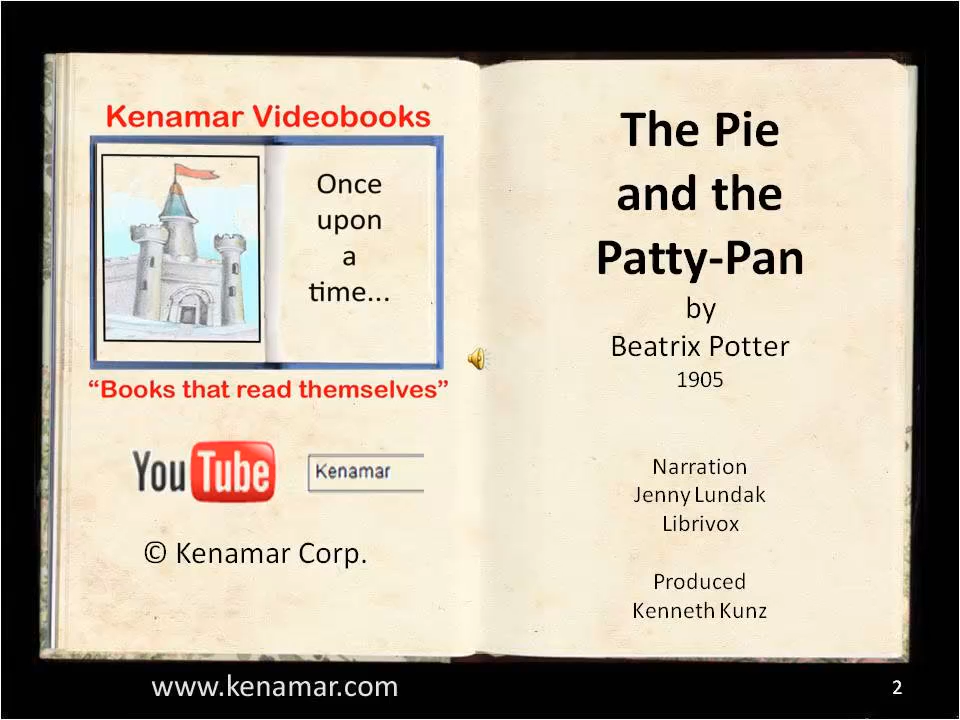 Kenamar Videobooks
Once
upon
a
time...
“Books that read themselves”
YouTube
Kenamar
© Kenamar Corp.
The Pie
and the
Patty-Pan
by
Beatrix Potter
1905
Narration
Jenny Lundak
Librivox
Produced
Kenneth Kunz
www.kenamar.com
2